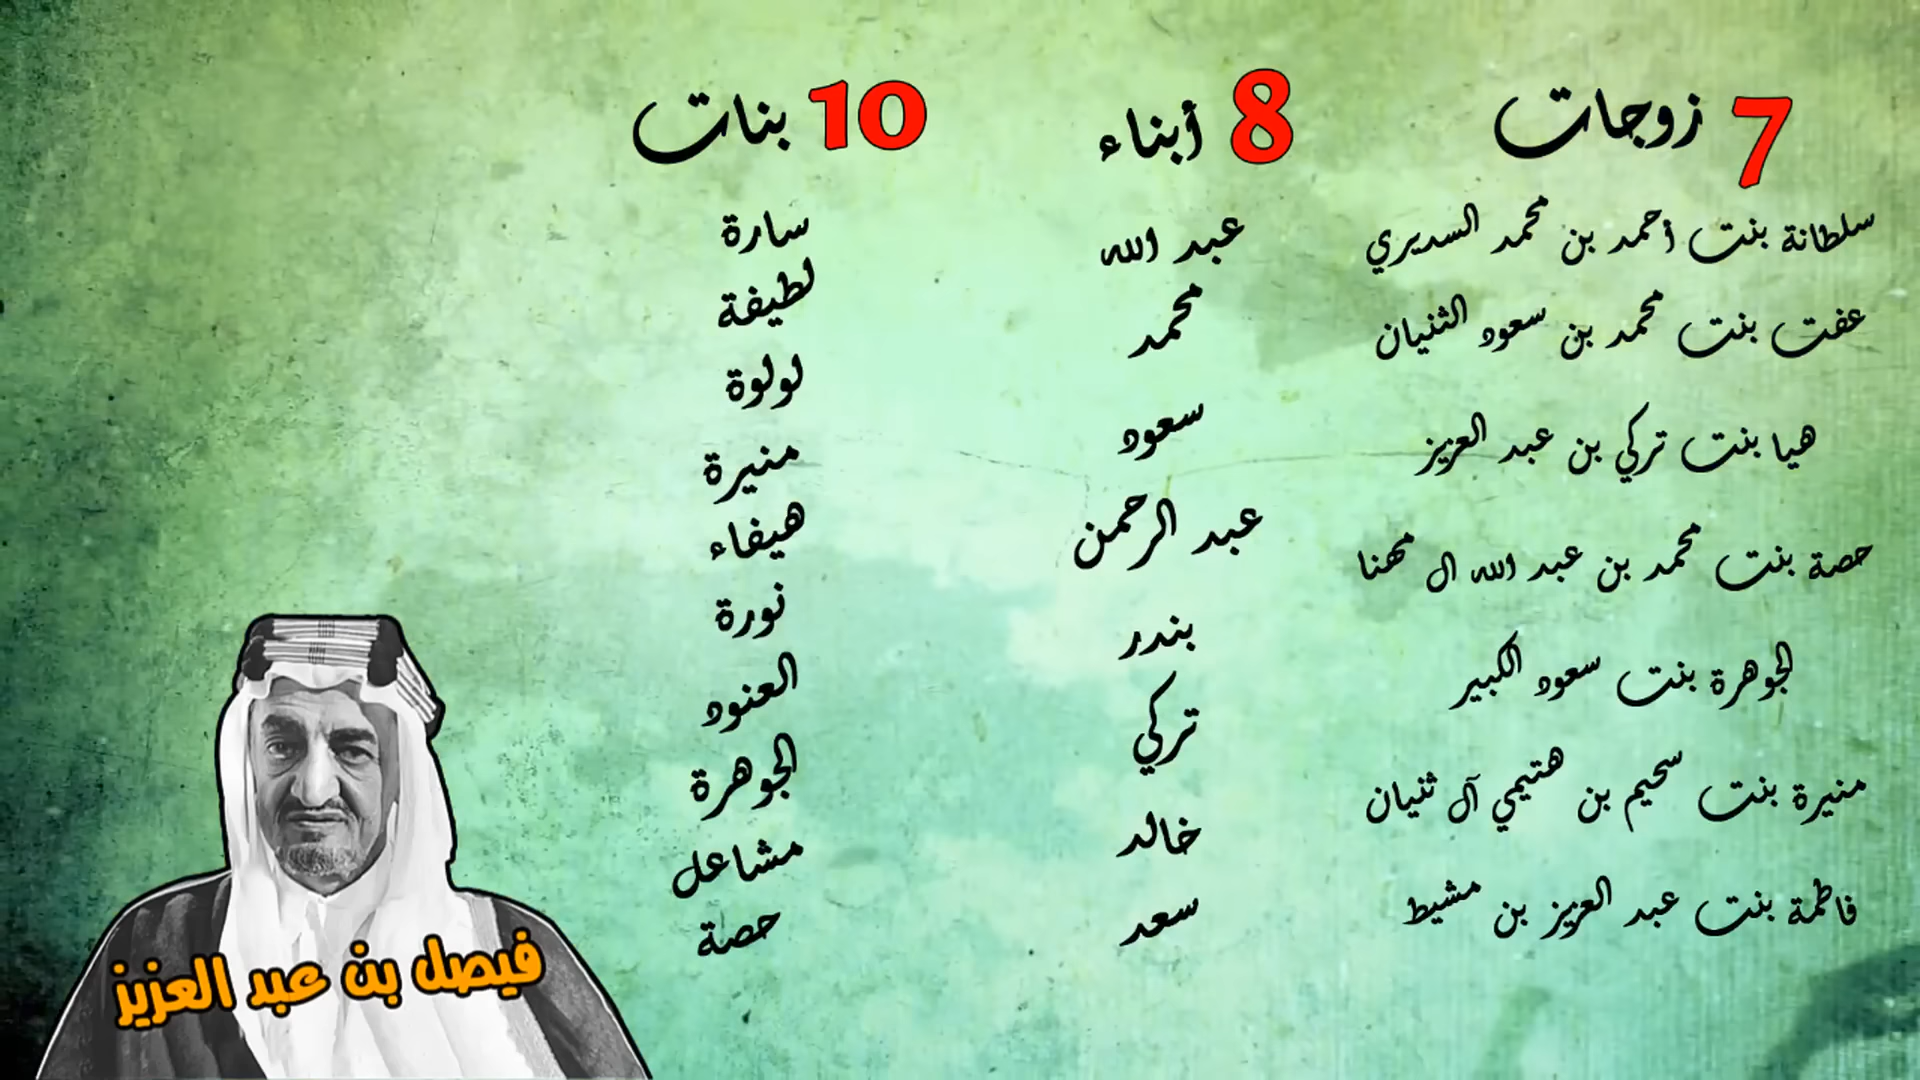 7 زوجات
سلطانة بنت أحمد بن محمد السديري
عفت بنت محمد بن سعود الثنيان
هيا بنت تركي بن عبد العزيز
حصة بنت محمد بن عبد الله ال مهنا
الجوهرة بنت سعود الكبير
منيرة بنت سحيم بن هتيمي آل ثنيان
فاطمة بنت عبد العزيز بن مشيط
8 أبناء
عبد الله
محمد
سعود
عبد الرحمن
بندر
تركي
خالد
سعد
10 بنات
سارة
لطيفة
لولوة
منيرة
هيفاء
نورة
العنود
الجوهرة
مشاعل
حصة
فيصل بن عبد العزيز